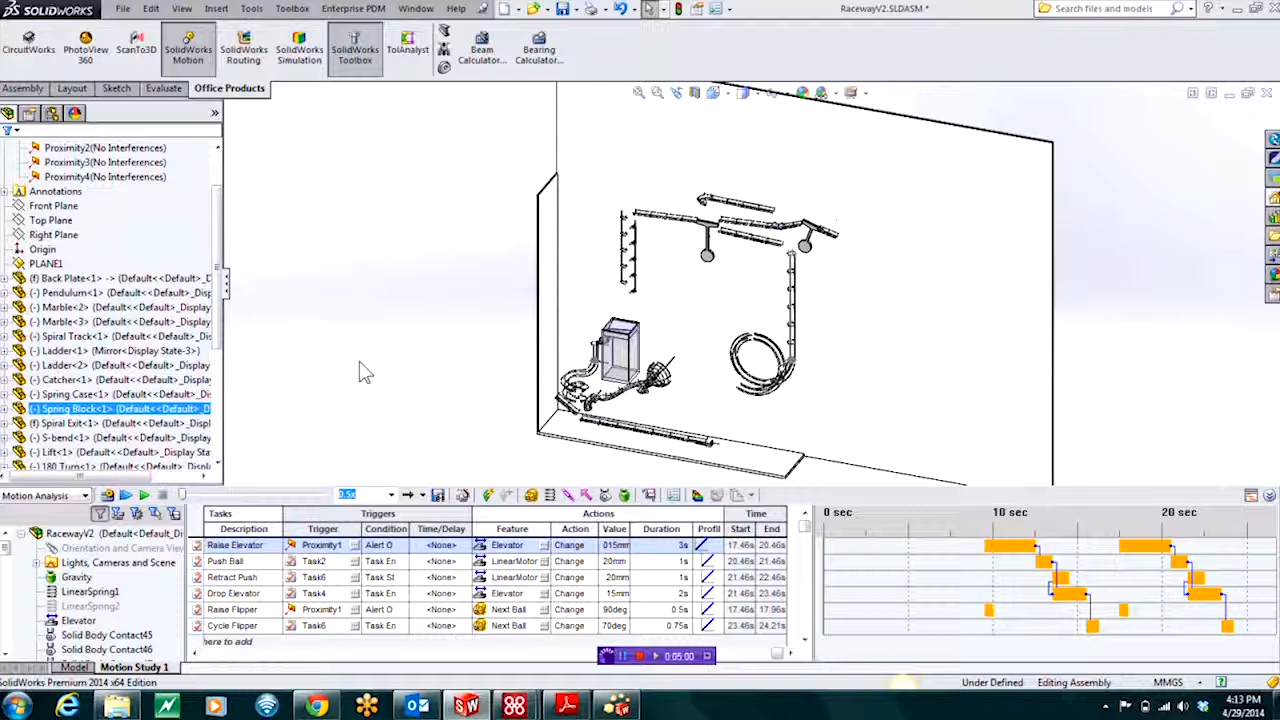 SOLIDWORKS File Edit View Insert Tools Toolbox Enterprise PDM Window Help RacewayV2.SLDASM * Search files and models
CircuitWorks PhotoView 360 ScanTo3D SolidWorks Motion SolidWorks Routing SolidWorks Simulation SolidWorks Toolbox TolAnalyst Beam Calculator... Bearing Calculator...
Assembly Layout Sketch Evaluate Office Products
Proximity2(No Interferences)
Proximity3(No Interferences)
Proximity4(No Interferences)
Annotations
Front Plane
Top Plane
Right Plane
Origin
PLANE1
(f) Back Plate<1> -> (Default<<Default>_D
(-) Pendulum<1> (Default<<Default>_Disp
(-) Marble<2> (Default<<Default>_Display
(-) Marble<3> (Default<<Default>_Display
(-) Spiral Track<1> (Default<<Default>_Di
(-) Ladder<1> (Mirror<Display State-3>)
(-) Ladder<2> (Default<<Default>_Display
(-) Catcher<1> (Default<<Default>_Displa
(-) Spring Case<1> (Default<<Default>_Di
(-) Spring Block<1> (Default<<Default>_D
(f) Spiral Exit<1> (Default<<Default>_Displ
(-) S-bend<1> (Default<<Default>_Displa
(-) Lift<1> (Default<<Default>_Display Sta
(-) 180 Turn<1> (Default<<Default>_Displ
Motion Analysis 0.5x
RacewayV2 (Default<Default_Di
Orientation and Camera View
Lights, Cameras and Scene
Gravity
LinearSpring1
LinearSpring2
Elevator
Solid Body Contact45
Solid Body Contact46
Tasks Triggers Actions Time
Description Trigger Condition Time/Delay Feature Action Value Duration Profil Start End
Raise Elevator Proximity1 Alert O <None> Elevator Change 015mm 3s 17.46s 20.46s
Push Ball Task2 Task En <None> LinearMotor Change 20mm 1s 20.46s 21.46s
Retract Push Task6 Task St <None> LinearMotor Change 20mm 1s 21.46s 22.46s
Drop Elevator Task4 Task En <None> Elevator Change 15mm 2s 21.46s 23.46s
Raise Flipper Proximity1 Alert O <None> Next Ball Change 90deg 0.5s 17.46s 17.96s
Cycle Flipper Task6 Task En <None> Next Ball Change 70deg 0.75s 23.46s 24.21s
here to add
0 sec 10 sec 20 sec
0:05:00
Model Motion Study 1
SolidWorks Premium 2014 x64 Edition Under Defined Editing Assembly MMGS
4:13 PM
4/29/2014